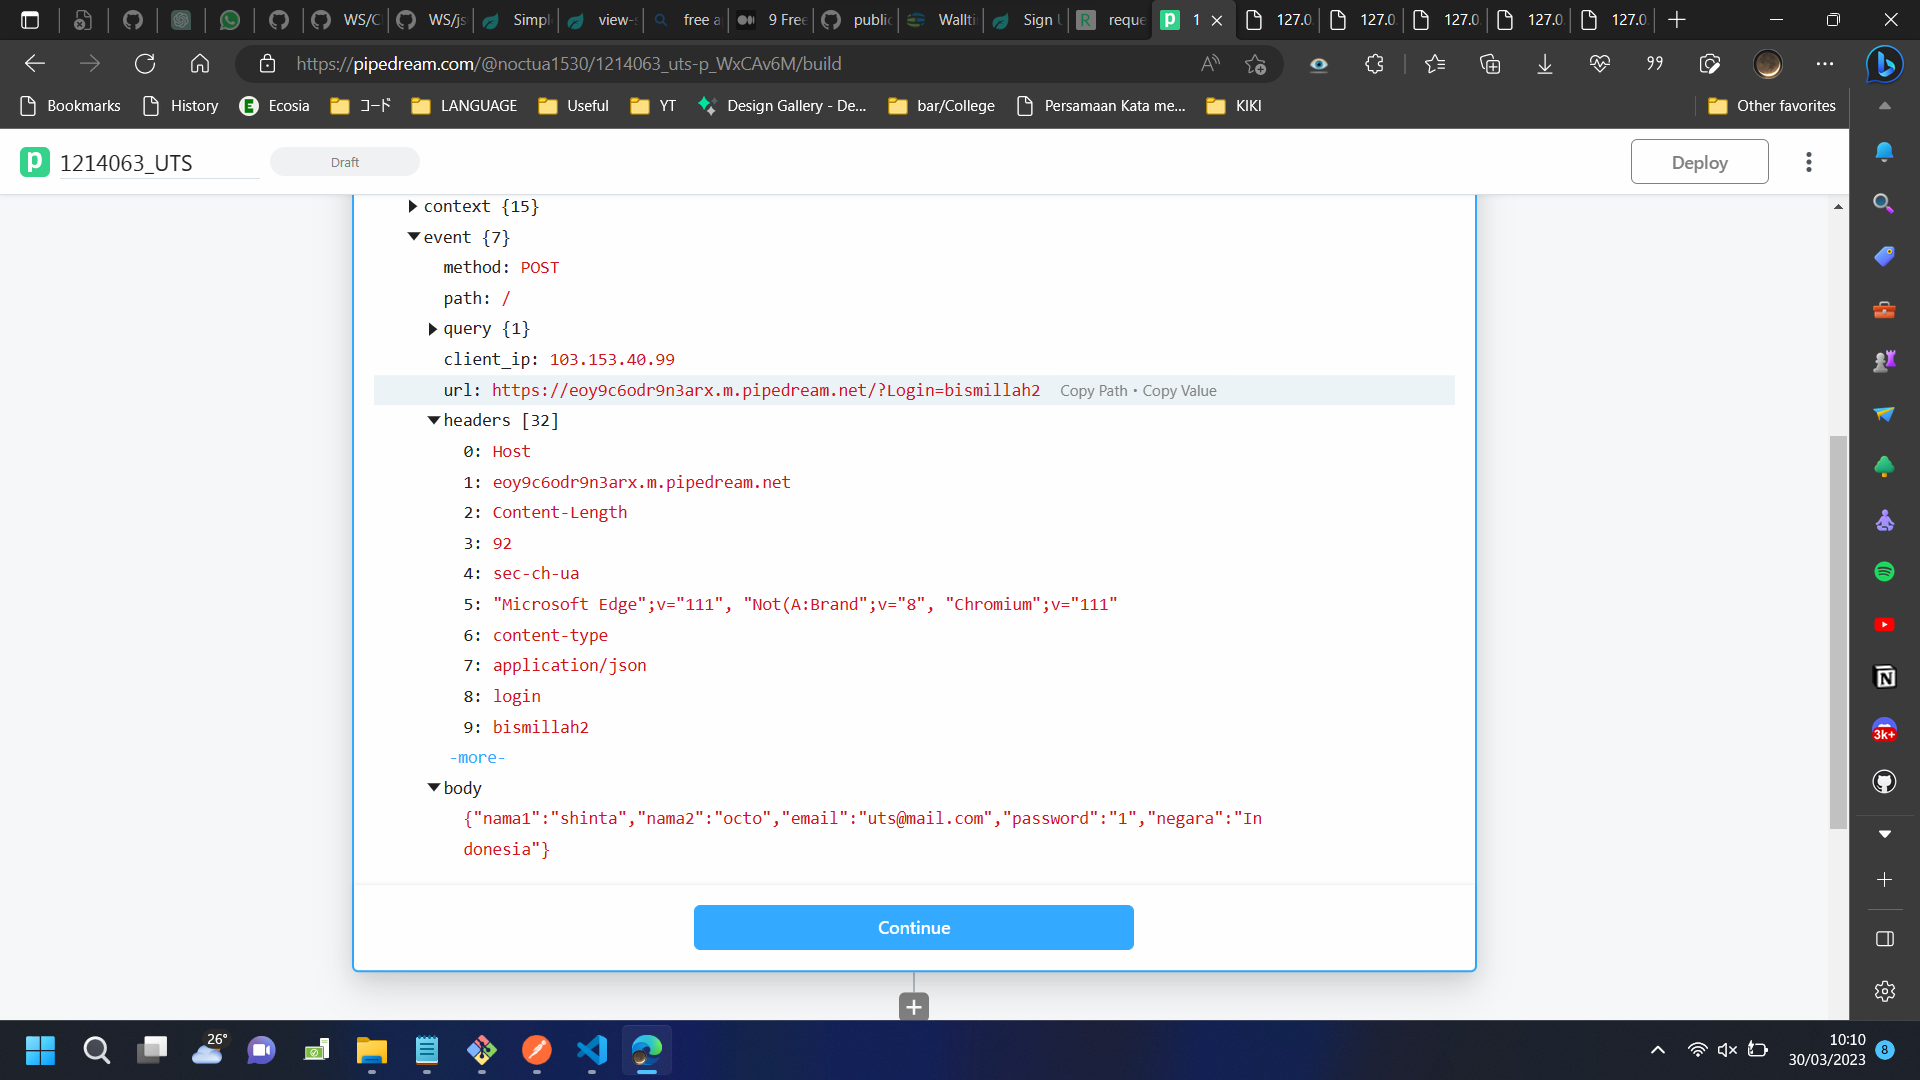 WS/C
WS/js
Simpl
view-s
free a
9 Free
public
Wallti
Sign U
reque
1
127.0.
127.0.
127.0.
127.0.
127.0.
https://pipedream.com/@noctua1530/1214063_uts-p_WxCAv6M/build
Bookmarks
History
Ecosia
コード
LANGUAGE
Useful
YT
Design Gallery - De...
bar/College
Persamaan Kata me...
KIKI
Other favorites
1214063_UTS
Draft
Deploy
context {15}
event {7}
method: POST
path: /
query {1}
client_ip: 103.153.40.99
url: https://eoy9c6odr9n3arx.m.pipedream.net/?Login=bismillah2 Copy Path • Copy Value
headers [32]
0: Host
1: eoy9c6odr9n3arx.m.pipedream.net
2: Content-Length
3: 92
4: sec-ch-ua
5: "Microsoft Edge";v="111", "Not(A:Brand";v="8", "Chromium";v="111"
6: content-type
7: application/json
8: login
9: bismillah2
-more-
body
{"nama1":"shinta","nama2":"octo","email":"uts@mail.com","password":"1","negara":"In
donesia"}
Continue
3k+
26°
10:10
30/03/2023
8